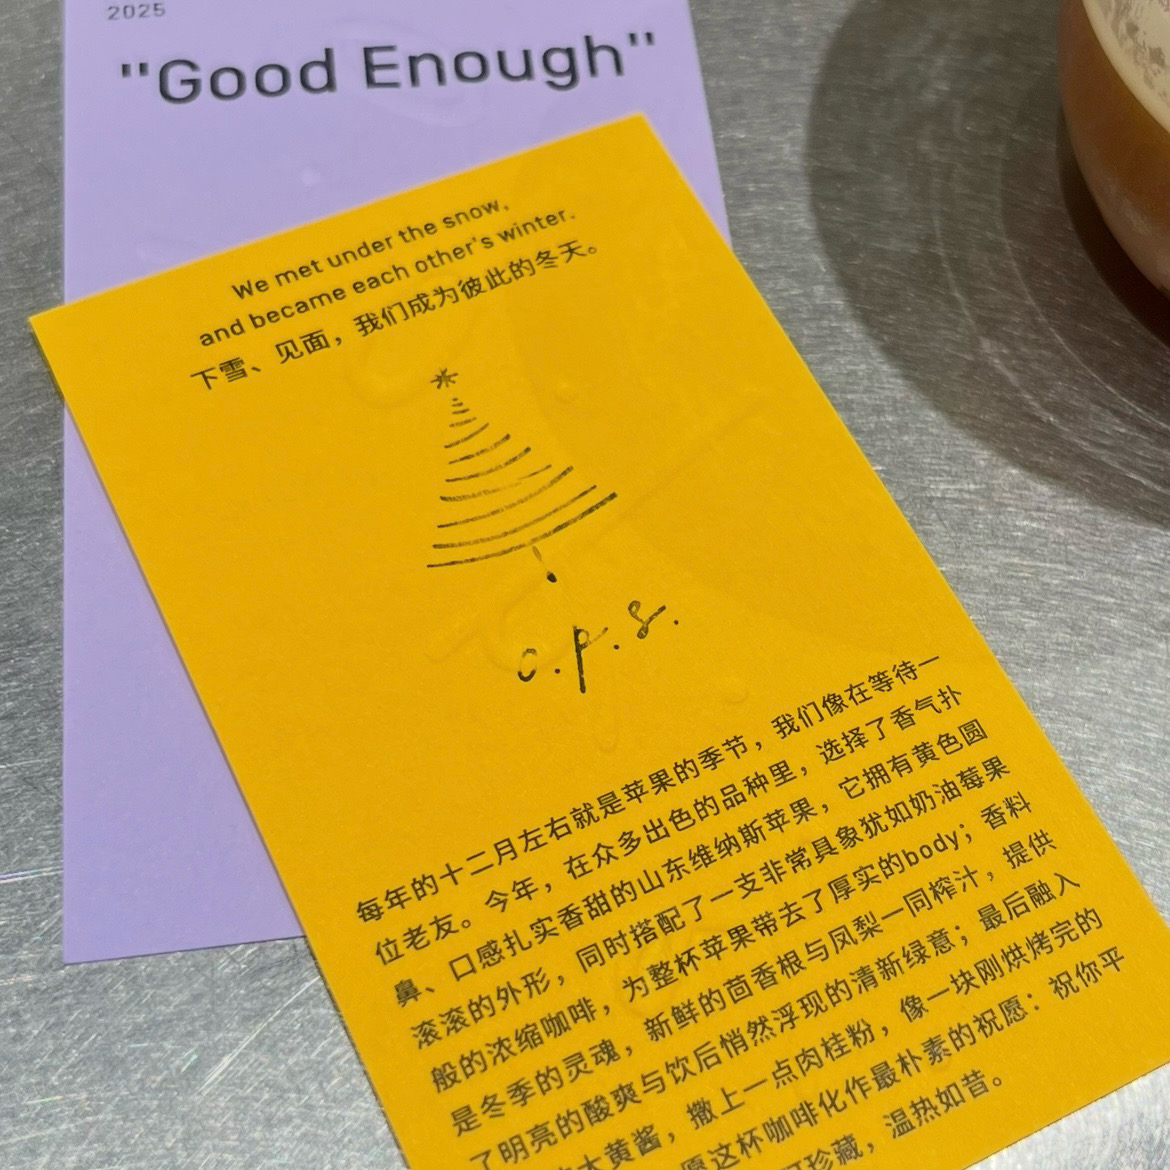 2025
"Good Enough"
We met under the snow,
and became each other's winter.
下雪、见面，我们成为彼此的冬天。
o.p.s.
每年的十二月左右就是苹果的季节，我们像在等待一
位老友。今年，在众多出色的品种里，选择了香气扑
鼻、口感扎实香甜的山东维纳斯苹果，它拥有黄色圆
滚滚的外形，同时搭配了一支非常具象犹如奶油莓果
般的浓缩咖啡，为整杯苹果带去了厚实的body；香料
是冬季的灵魂，新鲜的茴香根与凤梨一同榨汁，提供
了明亮的酸爽与饮后悄然浮现的清新绿意；最后融入
大黄酱，撒上一点肉桂粉，像一块刚烘烤完的
愿这杯咖啡化作最朴素的祝愿：祝你平
珍藏，温热如昔。